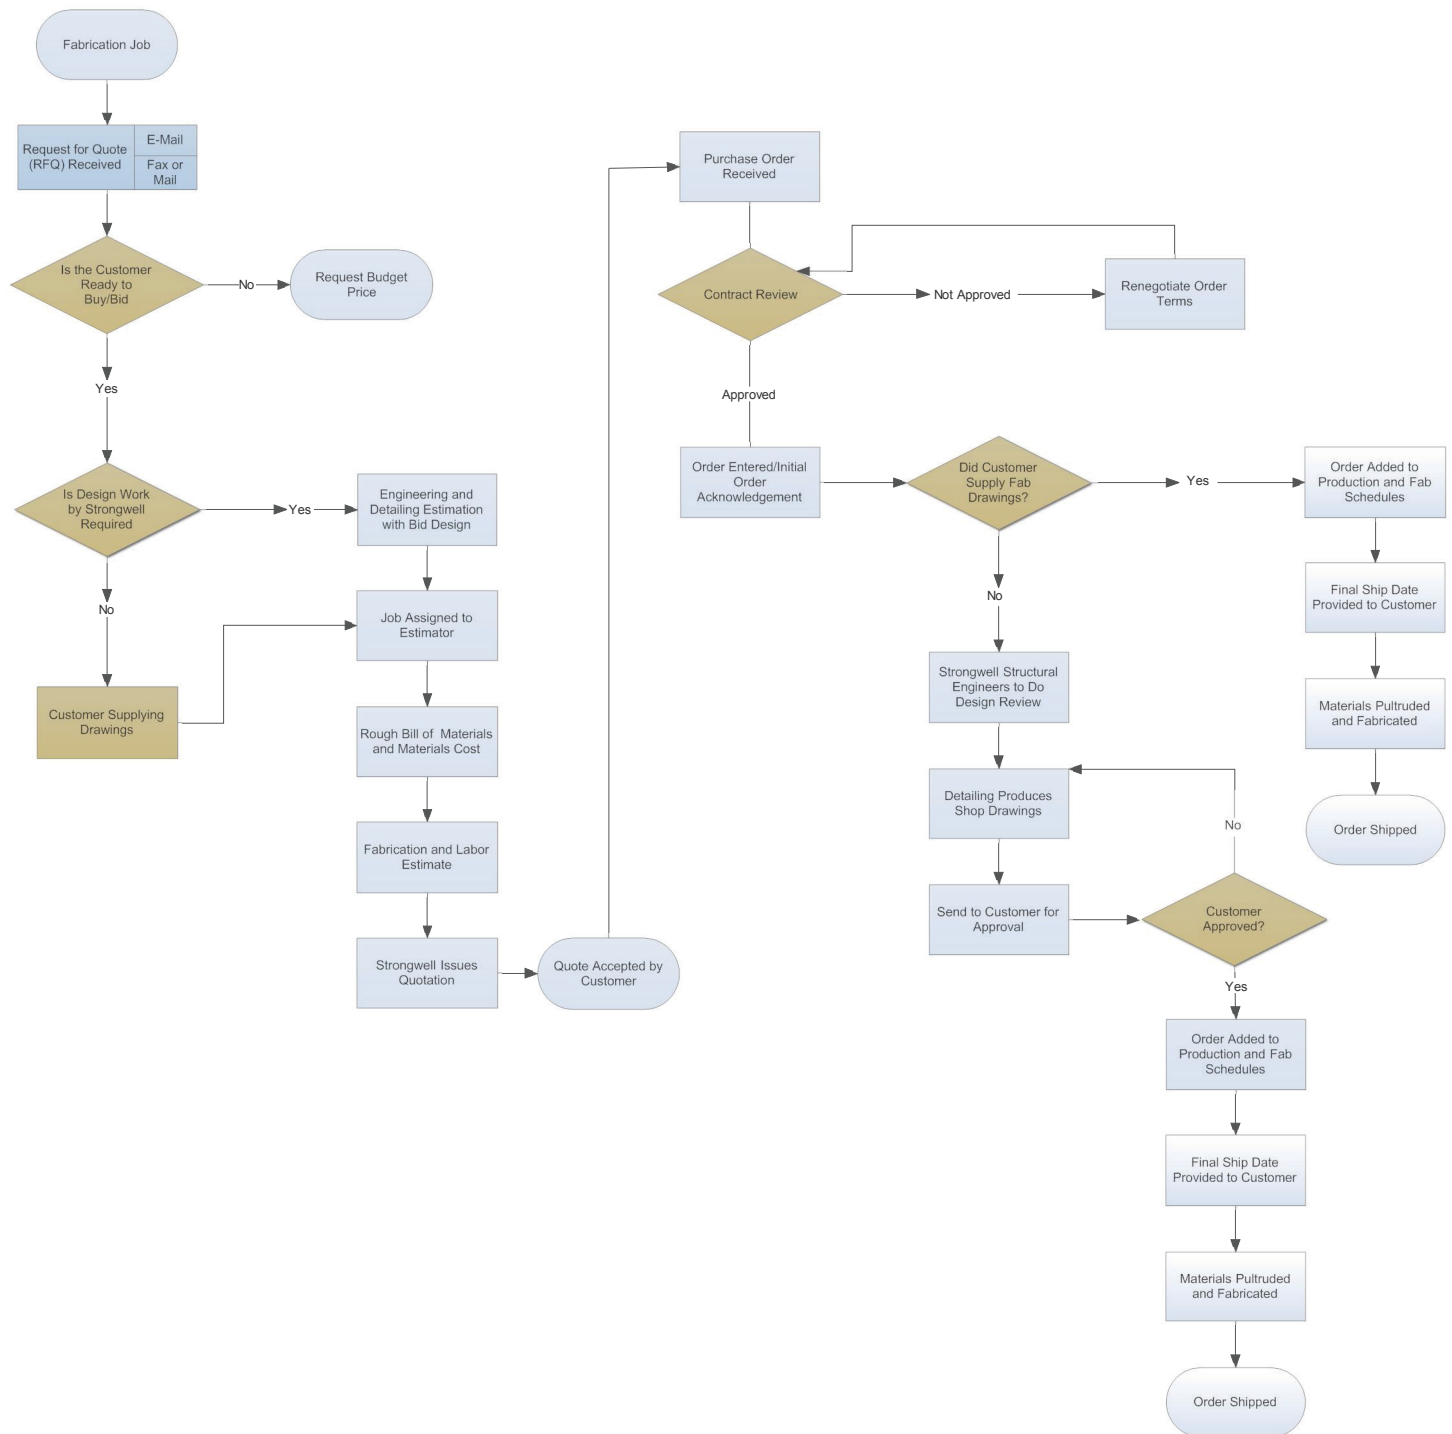 Fabrication Job
Request for Quote
(RFQ) Received
E-Mail
Fax or
Mail
Is the Customer
Ready to
Buy/Bid
No
Request Budget
Price
Yes
Is Design Work
by Strongwell
Required
Yes
Engineering and
Detailing Estimation
with Bid Design
No
Customer Supplying
Drawings
Job Assigned to
Estimator
Rough Bill of Materials
and Materials Cost
Fabrication and Labor
Estimate
Strongwell Issues
Quotation
Quote Accepted by
Customer
Purchase Order
Received
Contract Review
Not Approved
Renegotiate Order
Terms
Approved
Order Entered/Initial
Order
Acknowledgement
Did Customer
Supply Fab
Drawings?
Yes
Order Added to
Production and Fab
Schedules
Final Ship Date
Provided to Customer
Materials Pultruded
and Fabricated
Order Shipped
No
Strongwell Structural
Engineers to Do
Design Review
Detailing Produces
Shop Drawings
Send to Customer for
Approval
Customer
Approved?
No
Yes
Order Added to
Production and Fab
Schedules
Final Ship Date
Provided to Customer
Materials Pultruded
and Fabricated
Order Shipped